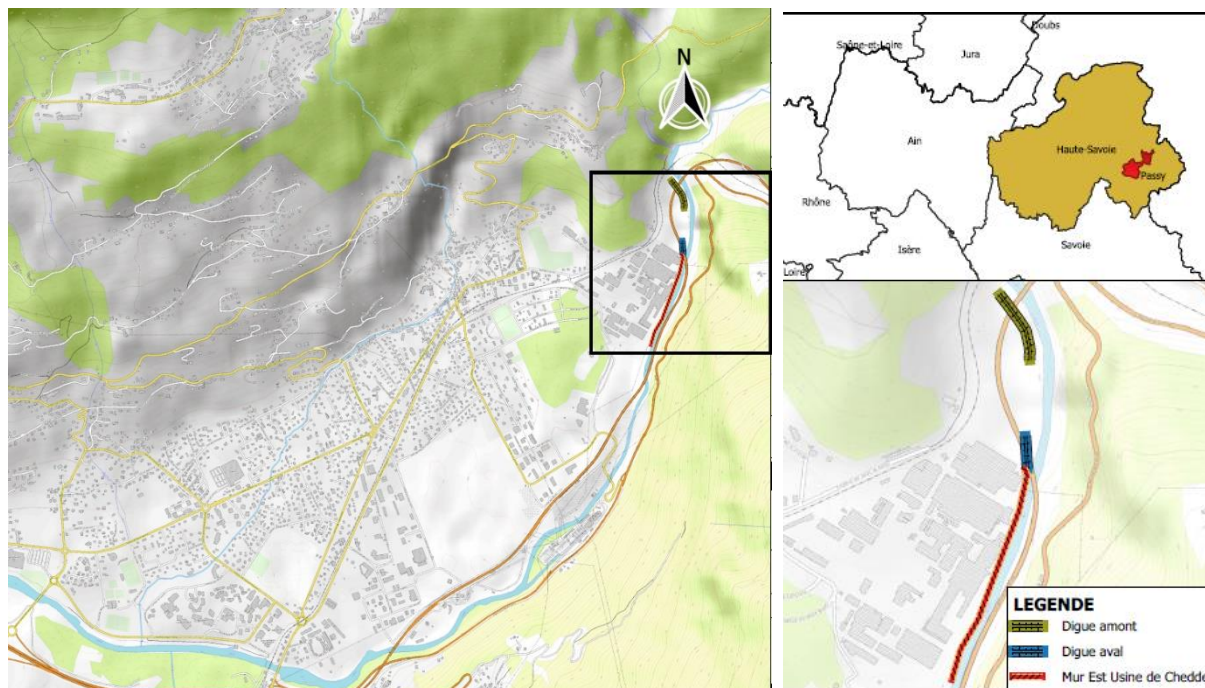 N
Doubs
Saône-et-Loire
Jura
Ain
Haute-Savoie
Passy
Rhône
Savoie
Isère
Loire
LEGENDE
Digue amont
Digue aval
Mur Est Usine de Chedde